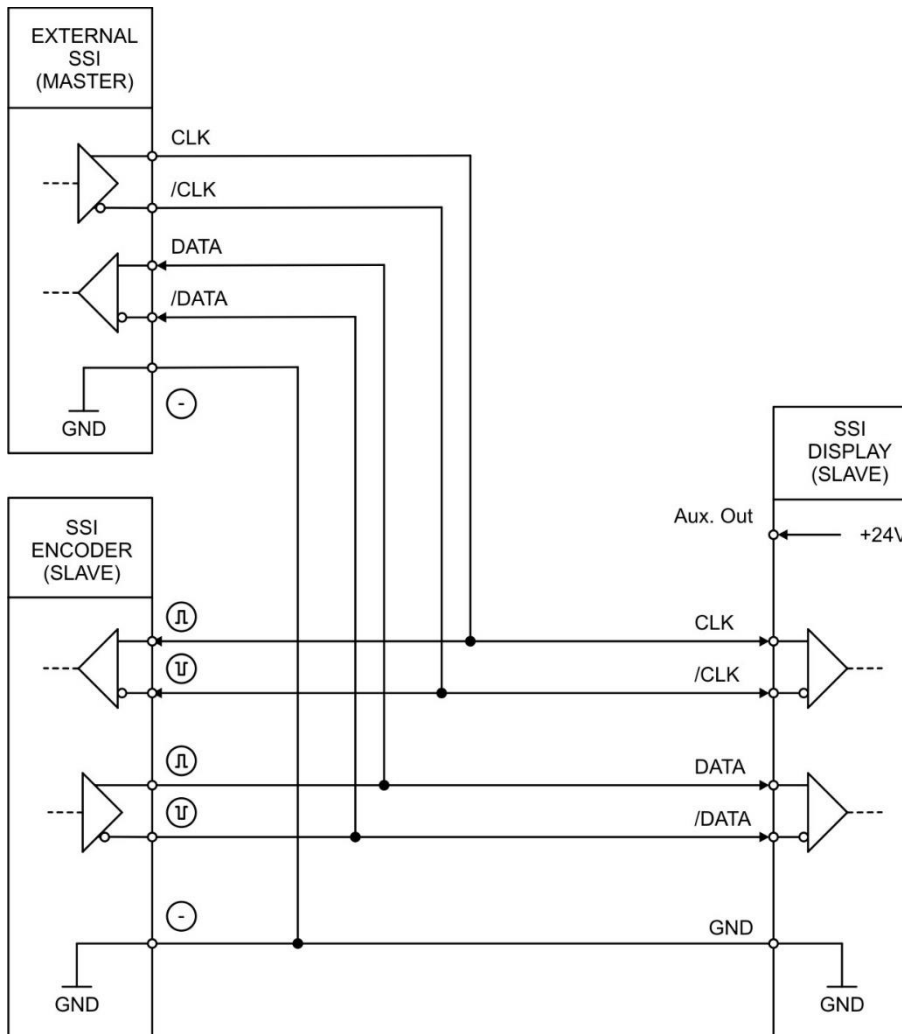 EXTERNAL
SSI
(MASTER)
CLK
/CLK
DATA
/DATA
-
GND
SSI
ENCODER
(SLAVE)
-
GND
SSI
DISPLAY
(SLAVE)
Aux. Out
+24V
CLK
/CLK
DATA
/DATA
GND
GND